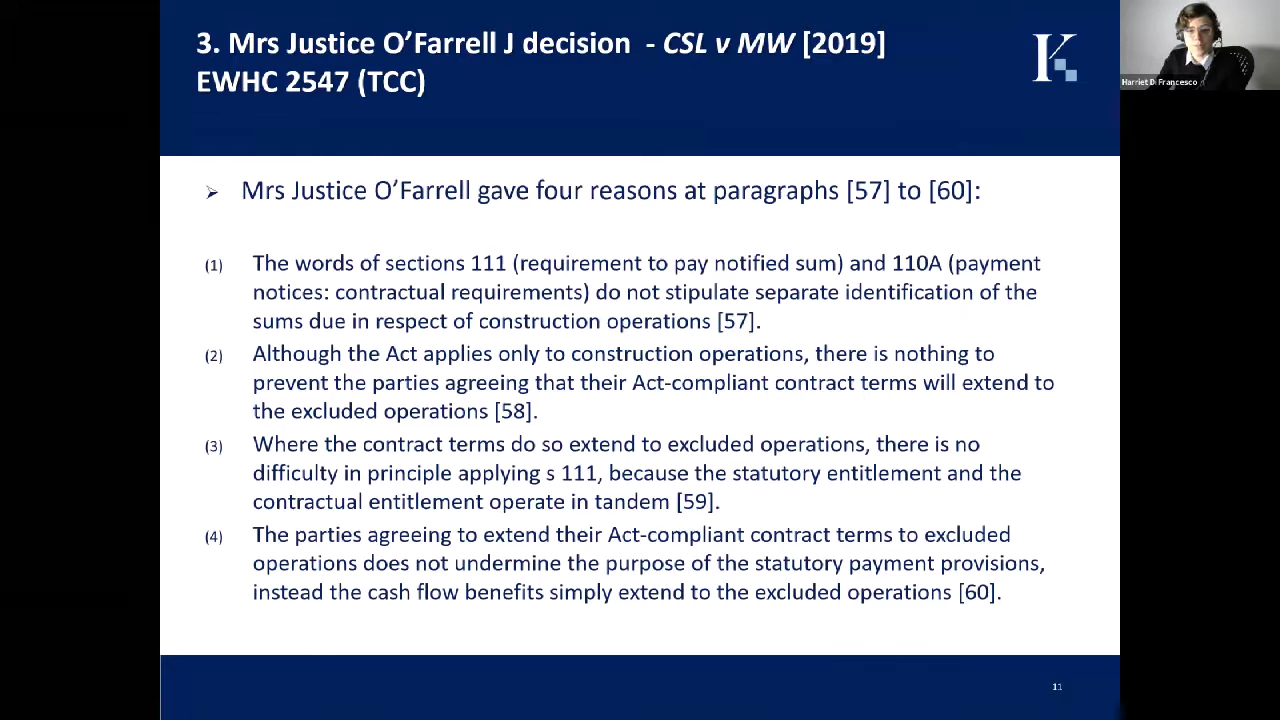 3. Mrs Justice O’Farrell J decision - CSL v MW [2019]
EWHC 2547 (TCC)
K
Harriet Di Francesco
➢ Mrs Justice O’Farrell gave four reasons at paragraphs [57] to [60]:
(1) The words of sections 111 (requirement to pay notified sum) and 110A (payment
notices: contractual requirements) do not stipulate separate identification of the
sums due in respect of construction operations [57].
(2) Although the Act applies only to construction operations, there is nothing to
prevent the parties agreeing that their Act-compliant contract terms will extend to
the excluded operations [58].
(3) Where the contract terms do so extend to excluded operations, there is no
difficulty in principle applying s 111, because the statutory entitlement and the
contractual entitlement operate in tandem [59].
(4) The parties agreeing to extend their Act-compliant contract terms to excluded
operations does not undermine the purpose of the statutory payment provisions,
instead the cash flow benefits simply extend to the excluded operations [60].
11